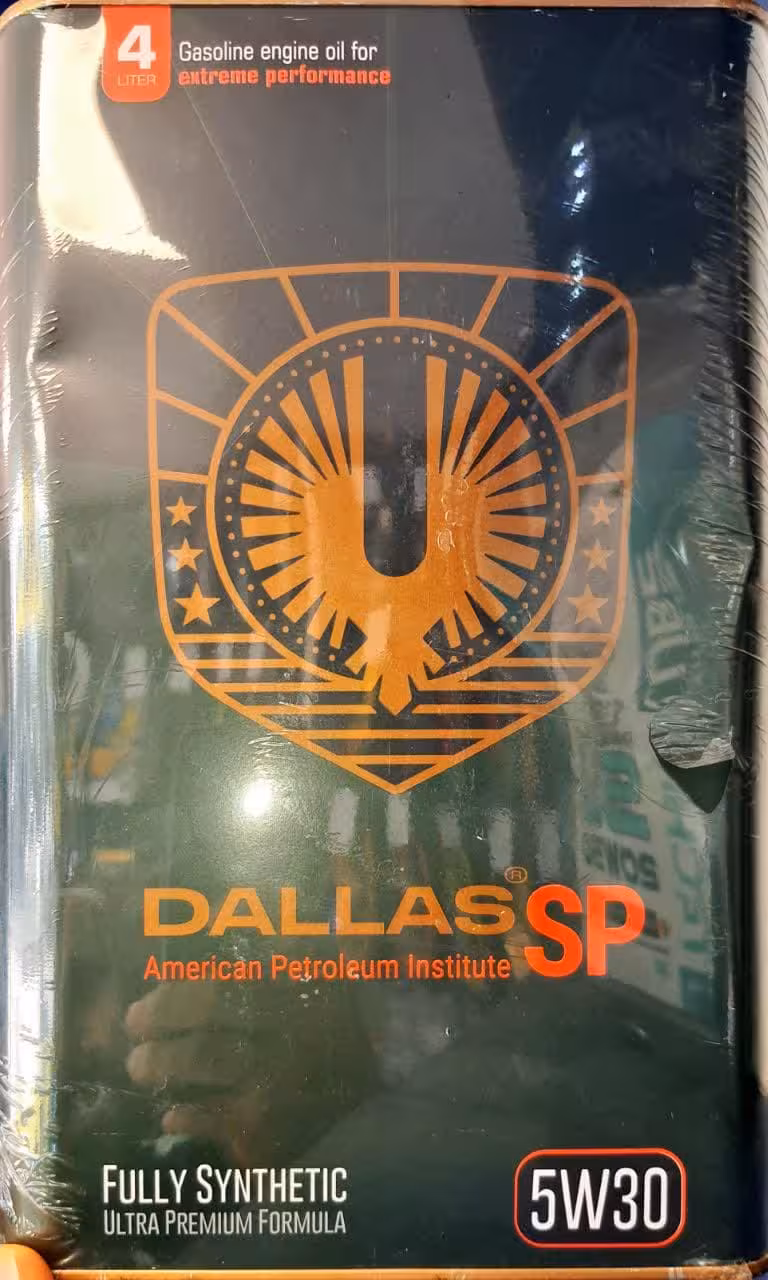 4
LITER
Gasoline engine oil for
extreme performance
DALLAS® SP
American Petroleum Institute
FULLY SYNTHETIC
ULTRA PREMIUM FORMULA
5W30